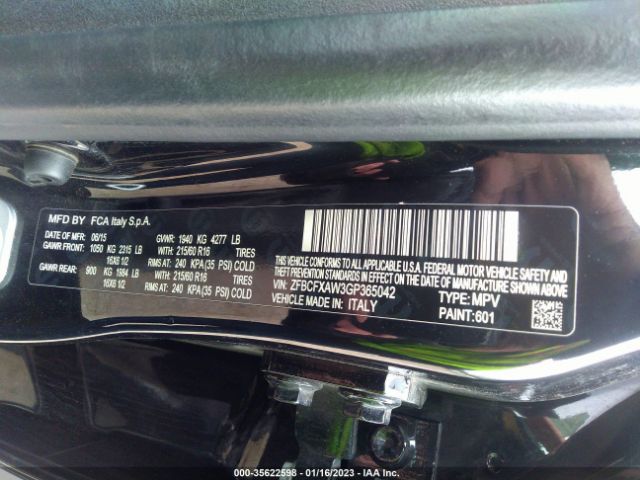 MFD BY FCA Italy S.p.A.
DATE OF MFR: 06/15 GVWR: 1940 KG 4277 LB
GAWR FRONT: 1050 KG 2315 LB WITH: 215/60 R16 TIRES
16X6 1/2 RIMS AT: 240 KPA(35 PSI) COLD
GAWR REAR: 900 KG 1984 LB WITH: 215/60 R16 TIRES
16X6 1/2 RIMS AT: 240 KPA(35 PSI) COLD
THIS VEHICLE CONFORMS TO ALL APPLICABLE U.S.A. FEDERAL MOTOR VEHICLE SAFETY
BUMPER AND THEFT PREVENTION STANDARDS IN EFFECT ON THE
DATE OF MANUFACTURE SHOWN ABOVE.
VIN: ZFBCFXAW3GP365042 TYPE: MPV
VEHICLE MADE IN: ITALY PAINT: 601
000-35622598 - 01/16/2023 - IAA Inc.